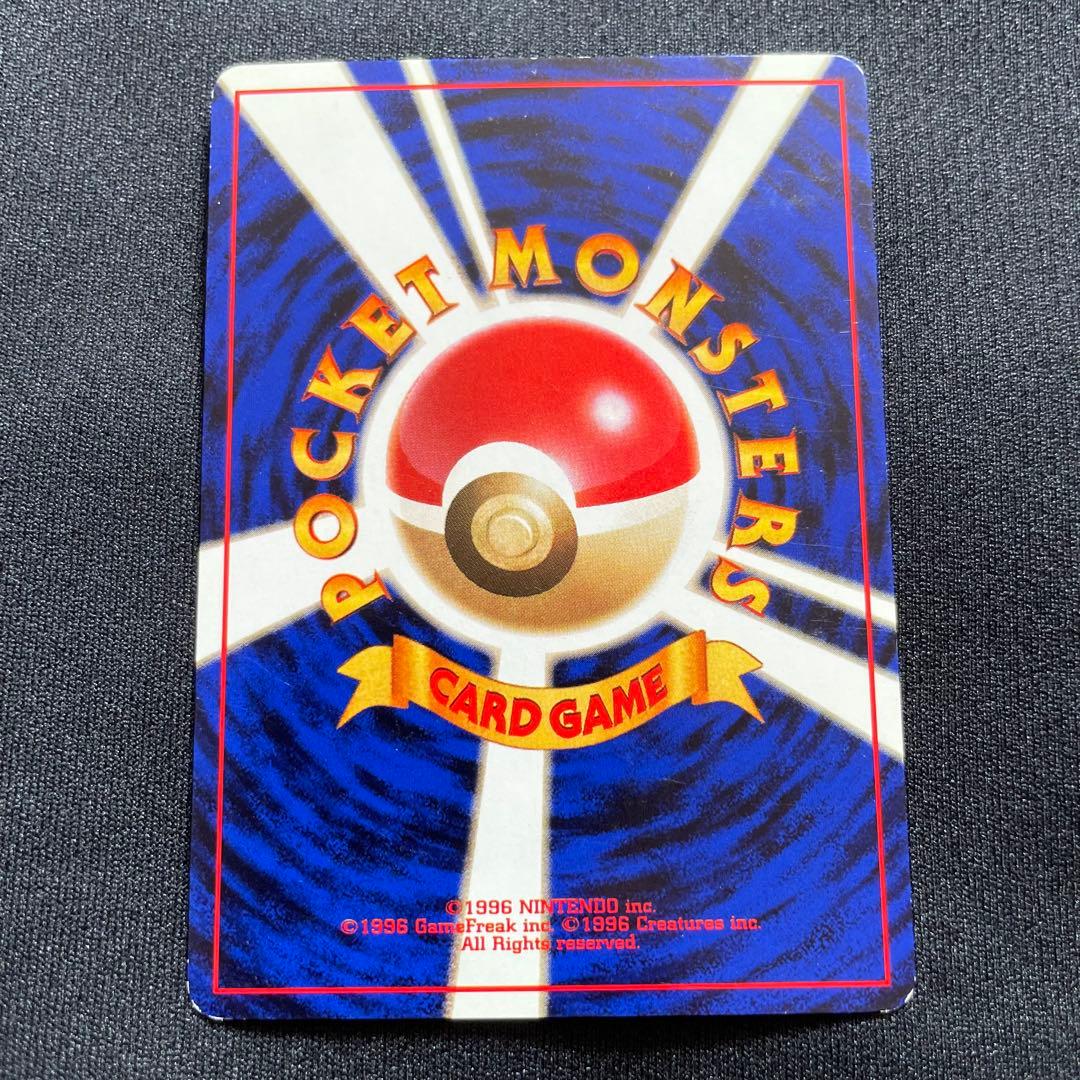 POCKET MONSTERS
CARD GAME
©1996 NINTENDO inc.
©1996 GameFreak inc. ©1996 Creatures inc.
All Rights reserved.